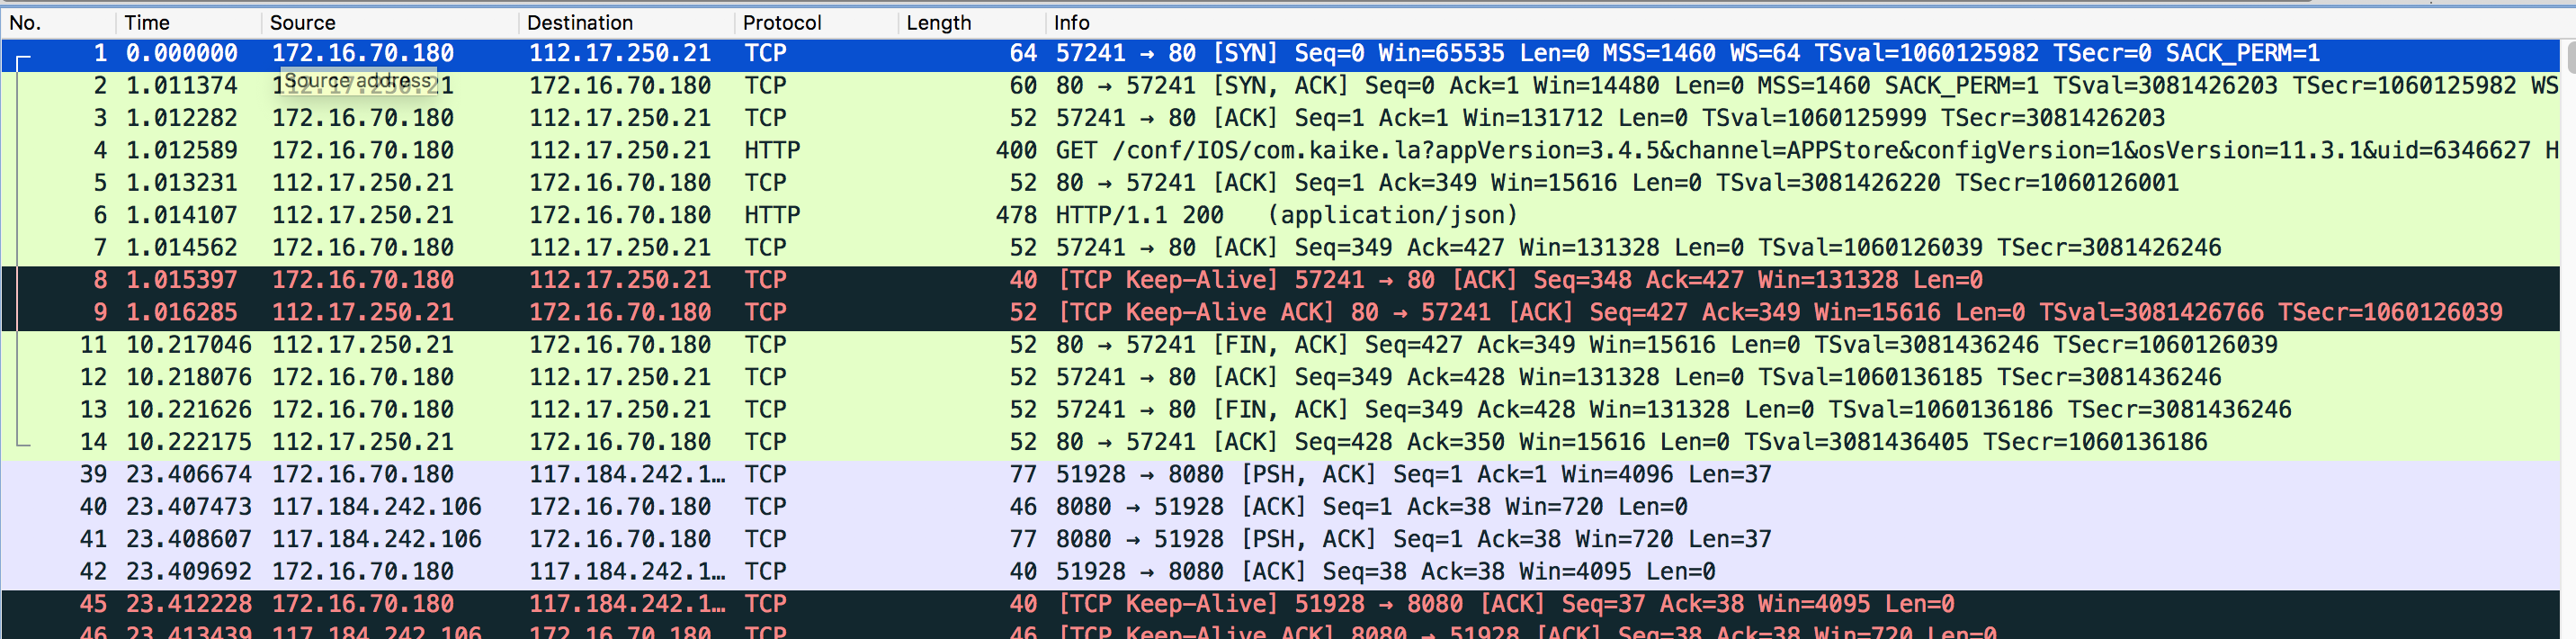 No. Time Source Destination Protocol Length Info
1 0.000000 172.16.70.180 112.17.250.21 TCP 64 57241 → 80 [SYN] Seq=0 Win=65535 Len=0 MSS=1460 WS=64 TSval=1060125982 TSecr=0 SACK_PERM=1
Source address
2 1.011374 112.17.250.21 172.16.70.180 TCP 60 80 → 57241 [SYN, ACK] Seq=0 Ack=1 Win=14480 Len=0 MSS=1460 SACK_PERM=1 TSval=3081426203 TSecr=1060125982 WS
3 1.012282 172.16.70.180 112.17.250.21 TCP 52 57241 → 80 [ACK] Seq=1 Ack=1 Win=131712 Len=0 TSval=1060125999 TSecr=3081426203
4 1.012589 172.16.70.180 112.17.250.21 HTTP 400 GET /conf/IOS/com.kaike.la?appVersion=3.4.5&channel=APPStore&configVersion=1&osVersion=11.3.1&uid=6346627 H
5 1.013231 112.17.250.21 172.16.70.180 TCP 52 80 → 57241 [ACK] Seq=1 Ack=349 Win=15616 Len=0 TSval=3081426220 TSecr=1060126001
6 1.014107 112.17.250.21 172.16.70.180 HTTP 478 HTTP/1.1 200 (application/json)
7 1.014562 172.16.70.180 112.17.250.21 TCP 52 57241 → 80 [ACK] Seq=349 Ack=427 Win=131328 Len=0 TSval=1060126039 TSecr=3081426246
8 1.015397 172.16.70.180 112.17.250.21 TCP 40 [TCP Keep-Alive] 57241 → 80 [ACK] Seq=348 Ack=427 Win=131328 Len=0
9 1.016285 112.17.250.21 172.16.70.180 TCP 52 [TCP Keep-Alive ACK] 80 → 57241 [ACK] Seq=427 Ack=349 Win=15616 Len=0 TSval=3081426766 TSecr=1060126039
11 10.217046 112.17.250.21 172.16.70.180 TCP 52 80 → 57241 [FIN, ACK] Seq=427 Ack=349 Win=15616 Len=0 TSval=3081436246 TSecr=1060126039
12 10.218076 172.16.70.180 112.17.250.21 TCP 52 57241 → 80 [ACK] Seq=349 Ack=428 Win=131328 Len=0 TSval=1060136185 TSecr=3081436246
13 10.221626 172.16.70.180 112.17.250.21 TCP 52 57241 → 80 [FIN, ACK] Seq=349 Ack=428 Win=131328 Len=0 TSval=1060136186 TSecr=3081436246
14 10.222175 112.17.250.21 172.16.70.180 TCP 52 80 → 57241 [ACK] Seq=428 Ack=350 Win=15616 Len=0 TSval=3081436405 TSecr=1060136186
39 23.406674 172.16.70.180 117.184.242.1… TCP 77 51928 → 8080 [PSH, ACK] Seq=1 Ack=1 Win=4096 Len=37
40 23.407473 117.184.242.106 172.16.70.180 TCP 46 8080 → 51928 [ACK] Seq=1 Ack=38 Win=720 Len=0
41 23.408607 117.184.242.106 172.16.70.180 TCP 77 8080 → 51928 [PSH, ACK] Seq=1 Ack=38 Win=720 Len=37
42 23.409692 172.16.70.180 117.184.242.1… TCP 40 51928 → 8080 [ACK] Seq=38 Ack=38 Win=4095 Len=0
45 23.412228 172.16.70.180 117.184.242.1… TCP 40 [TCP Keep-Alive] 51928 → 8080 [ACK] Seq=37 Ack=38 Win=4095 Len=0
46 23.413439 117.184.242.106 172.16.70.180 TCP 46 [TCP Keep-Alive ACK] 8080 → 51928 [ACK] Seq=38 Ack=38 Win=720 Len=0